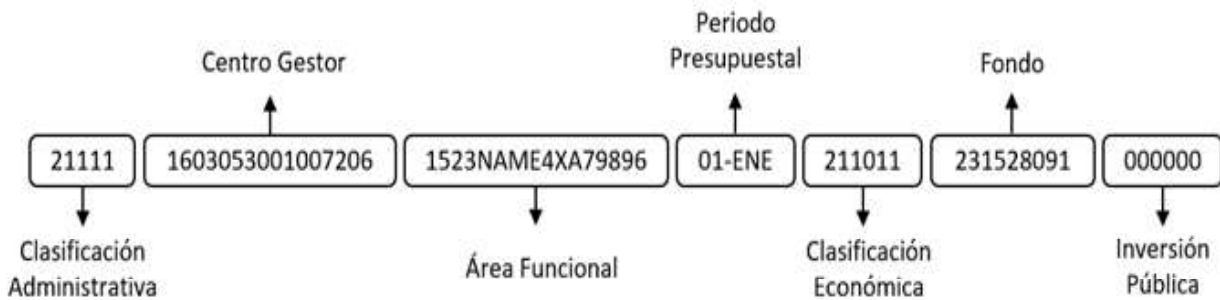 Periodo
Presupuestal
Centro Gestor
Fondo
21111 1603053001007206 1523NAME4XA79896 01-ENE 211011 231528091 000000
Clasificación
Administrativa
Área Funcional
Clasificación
Económica
Inversión
Pública